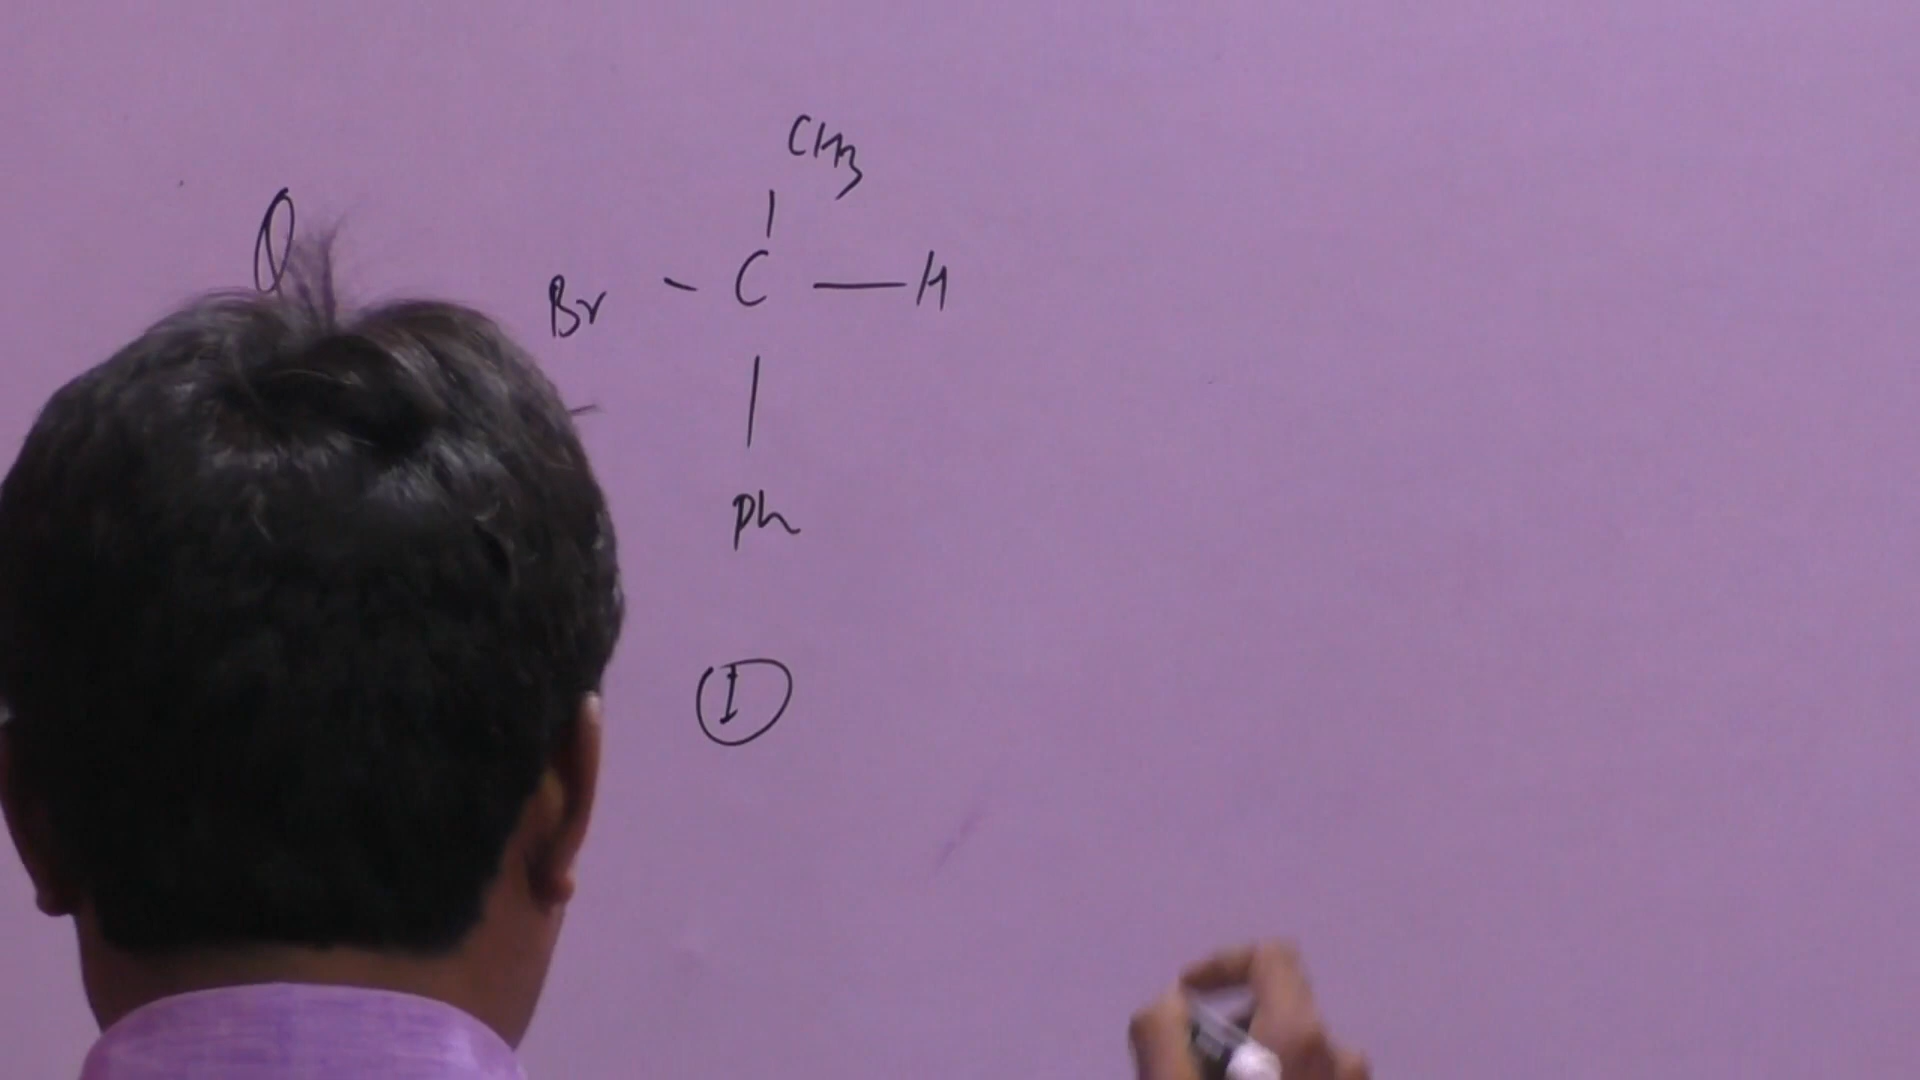 Q
CH3
Br - C — H
Ph
I